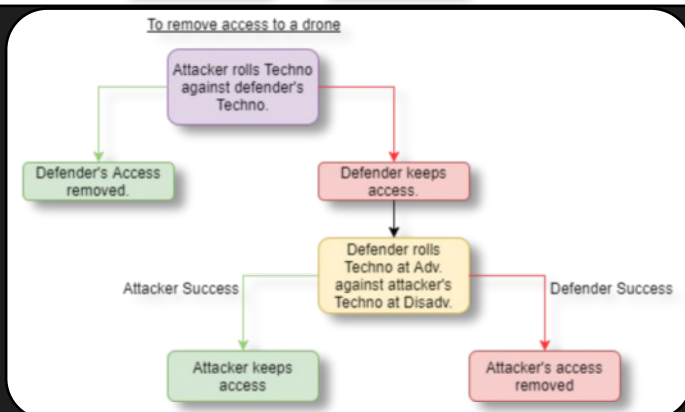 To remove access to a drone
Attacker rolls Techno
against defender's
Techno.
Defender's Access
removed.
Defender keeps
access.
Defender rolls
Techno at Adv.
against attacker's
Techno at Disadv.
Attacker Success
Defender Success
Attacker keeps
access
Attacker's access
removed